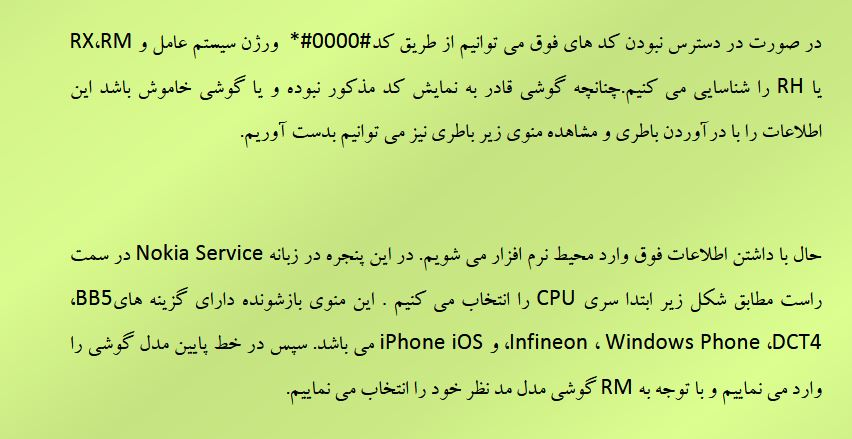 در صورت در دسترس نبودن کد های فوق می توانیم از طریق کد#0000#* ورژن سیستم عامل و RX،RM
یا RH را شناسایی می کنیم.چنانچه گوشی قادر به نمایش کد مذکور نبوده و یا گوشی خاموش باشد این
اطلاعات را با درآوردن باطری و مشاهده منوی زیر باطری نیز می توانیم بدست آوریم.
حال با داشتن اطلاعات فوق وارد محیط نرم افزار می شویم. در این پنجره در زبانه Nokia Service در سمت
راست مطابق شکل زیر ابتدا سری CPU را انتخاب می کنیم . این منوی بازشونده دارای گزینه هایBB5،
DCT4، Windows Phone ، Infineon، و iPhone iOS می باشد. سپس در خط پایین مدل گوشی را
وارد می نماییم و با توجه به RM گوشی مدل مد نظر خود را انتخاب می نماییم.